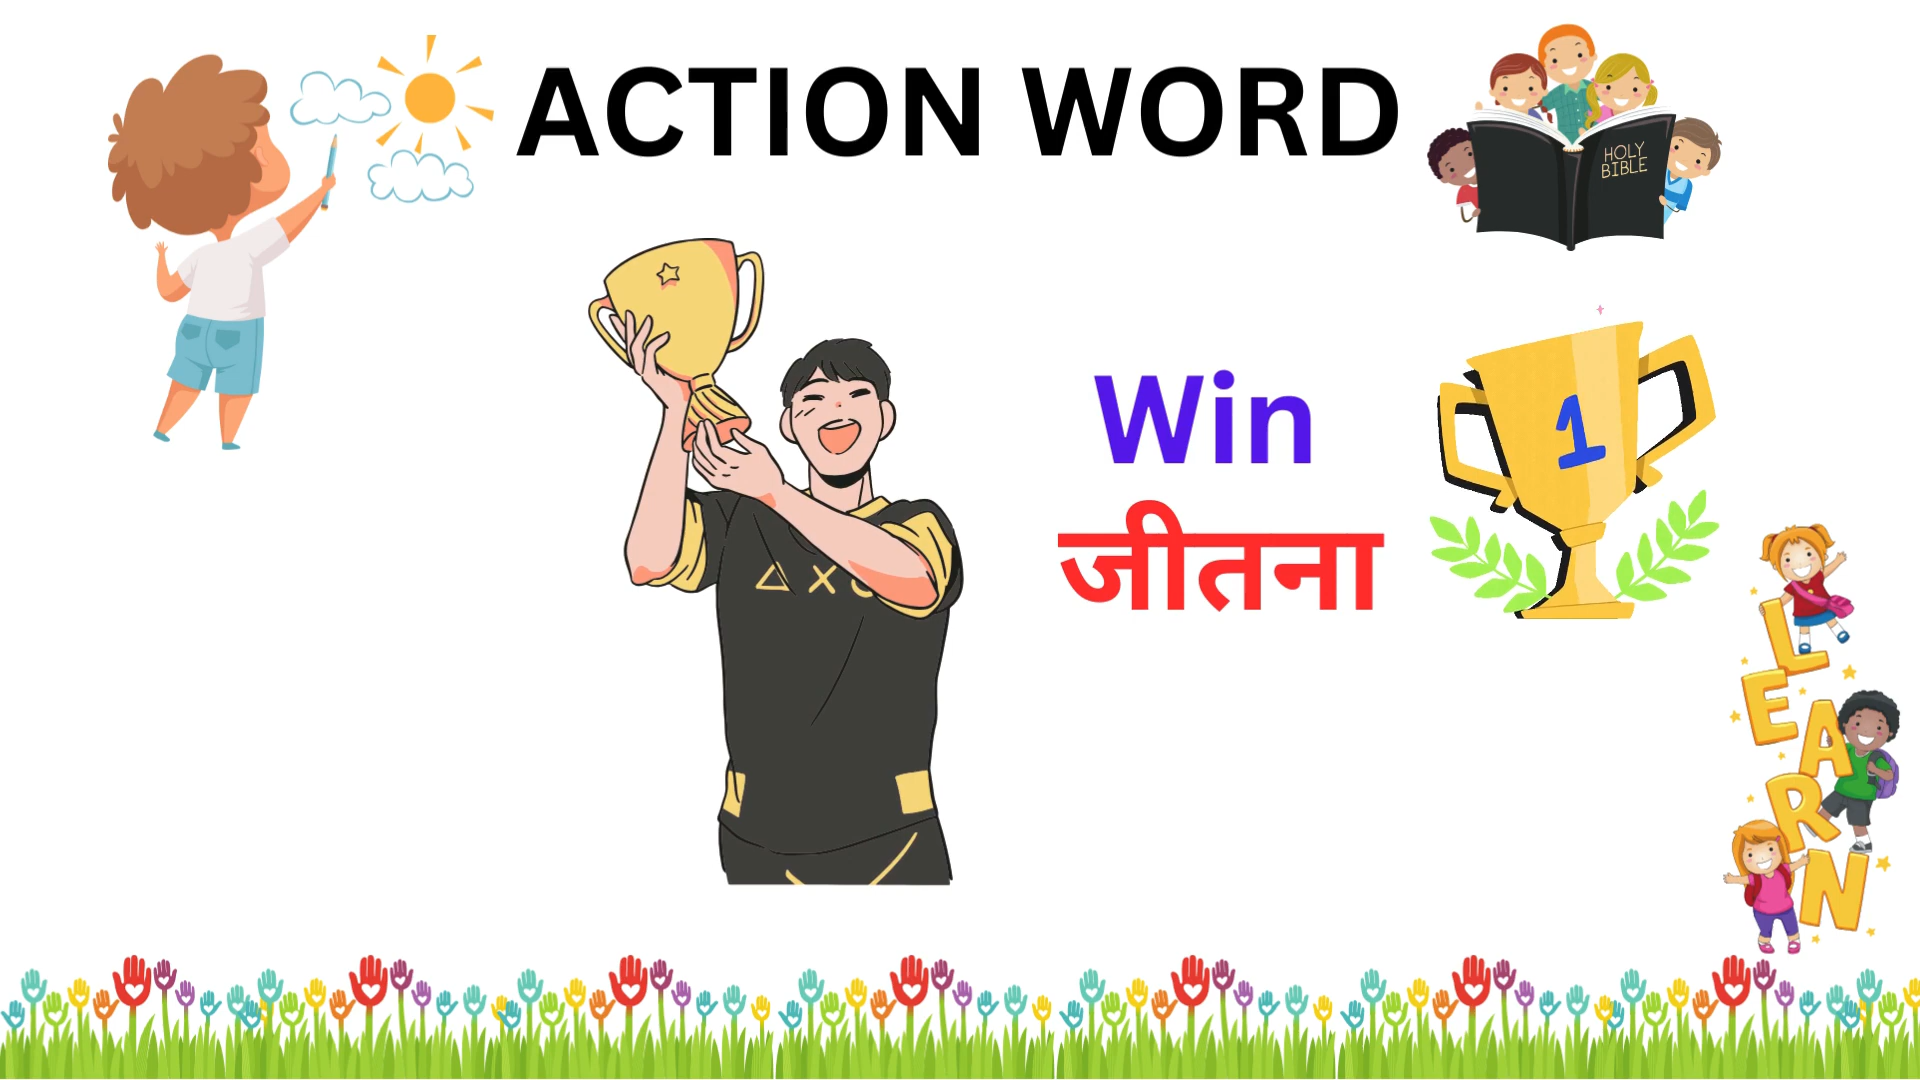 ACTION WORD
HOLY
BIBLE
Win
जीतना
1
LEARN